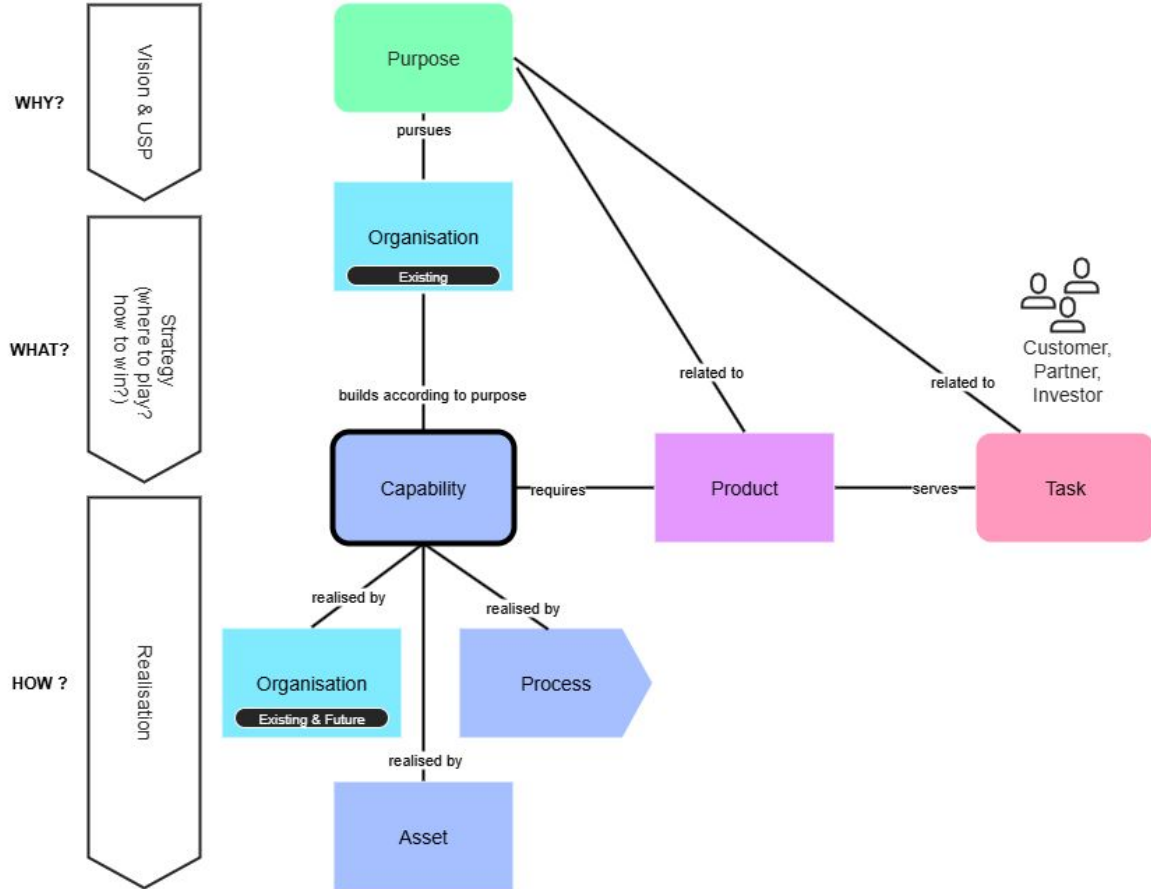 WHY?
Vision & USP
Purpose
pursues
Organisation
Existing
WHAT?
Strategy
(where to play?
how to win?)
builds according to purpose
related to
related to
Customer,
Partner,
Investor
Capability
requires
Product
serves
Task
HOW ?
Realisation
realised by
realised by
Organisation
Existing & Future
Process
realised by
Asset